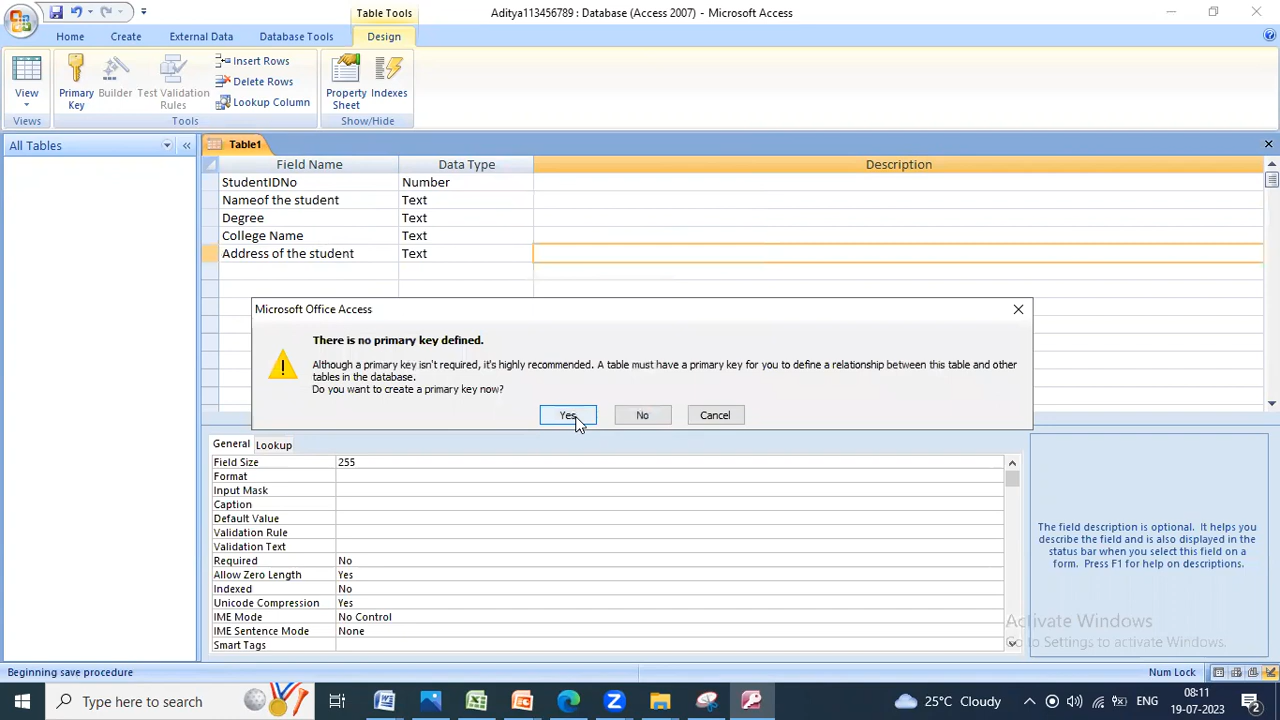 Table Tools
Aditya113456789 : Database (Access 2007) - Microsoft Access
Home
Create
External Data
Database Tools
Design
View
Primary
Key
Builder
Test Validation
Rules
Insert Rows
Delete Rows
Lookup Column
Property
Sheet
Indexes
Views
Tools
Show/Hide
All Tables
Table1
Field Name
Data Type
Description
StudentIDNo
Number
Nameof the student
Text
Degree
Text
College Name
Text
Address of the student
Text
Microsoft Office Access
There is no primary key defined.
Although a primary key isn't required, it's highly recommended. A table must have a primary key for you to define a relationship between this table and other
tables in the database.
Do you want to create a primary key now?
Yes
No
Cancel
General
Lookup
Field Size
255
Format
Input Mask
Caption
Default Value
Validation Rule
Validation Text
Required
No
Allow Zero Length
Yes
Indexed
No
Unicode Compression
Yes
IME Mode
No Control
IME Sentence Mode
None
Smart Tags
The field description is optional. It helps you
describe the field and is also displayed in the
status bar when you select this field on a
form. Press F1 for help on descriptions.
Activate Windows
Go to Settings to activate Windows.
Beginning save procedure
Num Lock
Type here to search
25°C Cloudy
ENG
08:11
19-07-2023
2